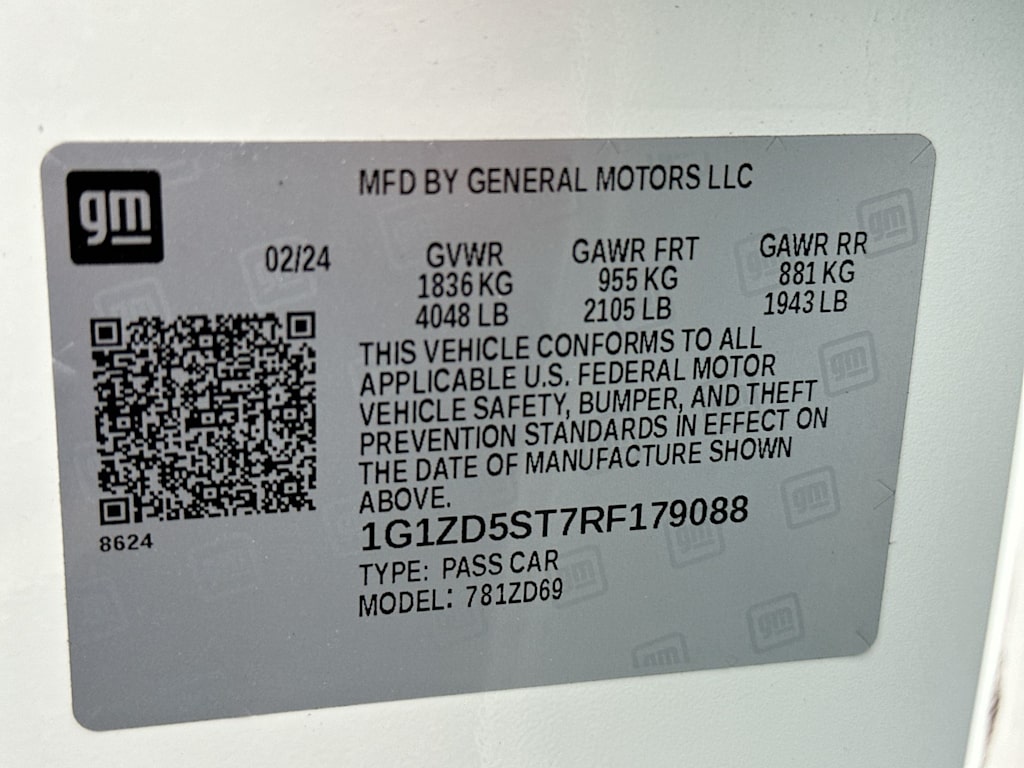 gm
MFD BY GENERAL MOTORS LLC
02/24 GVWR GAWR FRT GAWR RR
1836 KG 955 KG 881 KG
4048 LB 2105 LB 1943 LB
THIS VEHICLE CONFORMS TO ALL
APPLICABLE U.S. FEDERAL MOTOR
VEHICLE SAFETY, BUMPER, AND THEFT
PREVENTION STANDARDS IN EFFECT ON
THE DATE OF MANUFACTURE SHOWN
ABOVE.
8624
1G1ZD5ST7RF179088
TYPE: PASS CAR
MODEL: 781ZD69